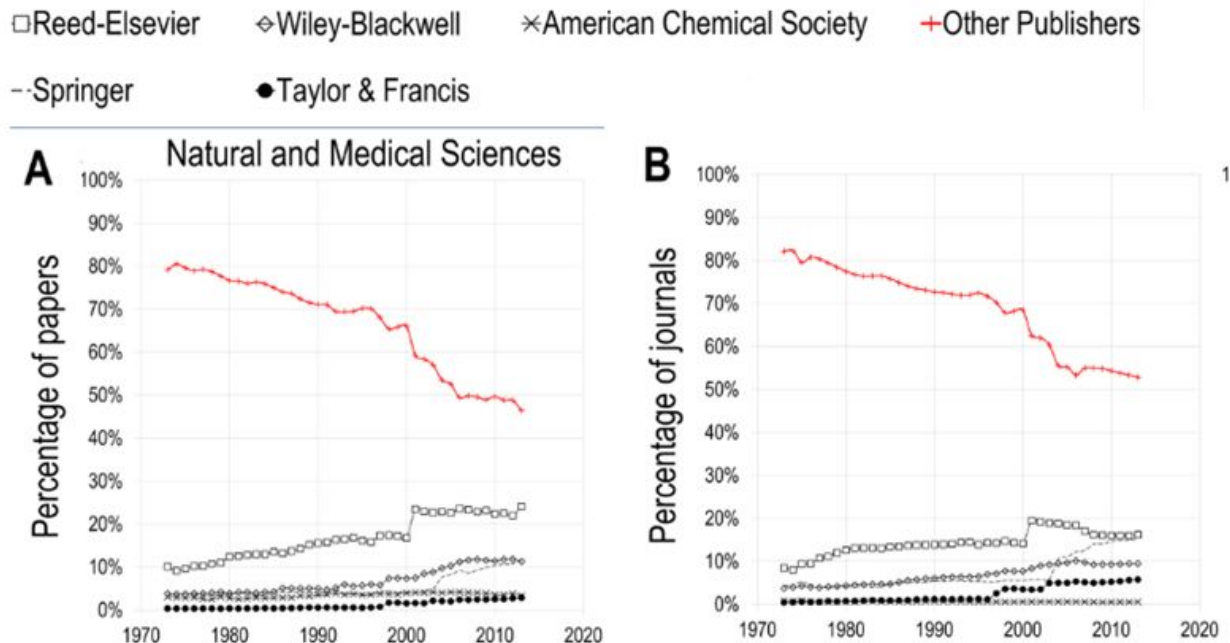 Reed-Elsevier Wiley-Blackwell American Chemical Society Other Publishers
Springer Taylor & Francis
A Natural and Medical Sciences
Percentage of papers
100%
90%
80%
70%
60%
50%
40%
30%
20%
10%
0%
1970 1980 1990 2000 2010 2020
B
Percentage of journals
100%
90%
80%
70%
60%
50%
40%
30%
20%
10%
0%
1970 1980 1990 2000 2010 2020
1